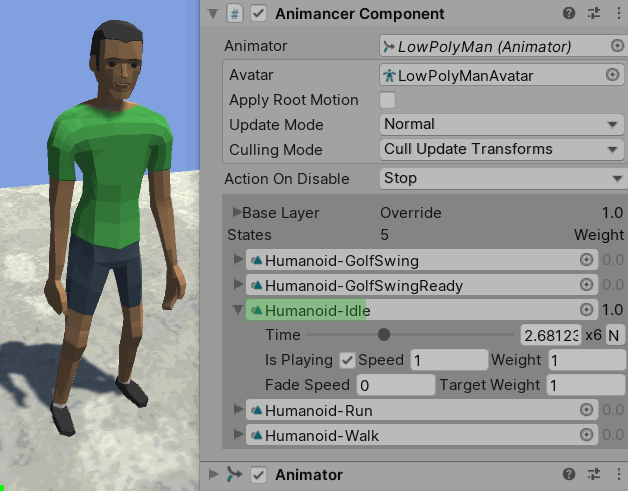 Animancer Component
Animator LowPolyMan (Animator)
Avatar LowPolyManAvatar
Apply Root Motion
Update Mode Normal
Culling Mode Cull Update Transforms
Action On Disable Stop
Base Layer Override 1.0
States 5 Weight
Humanoid-GolfSwing 0.0
Humanoid-GolfSwingReady 0.0
Humanoid-Idle 1.0
Time 2.68123 x6 N
Is Playing Speed 1 Weight 1
Fade Speed 0 Target Weight 1
Humanoid-Run 0.0
Humanoid-Walk 0.0
Animator